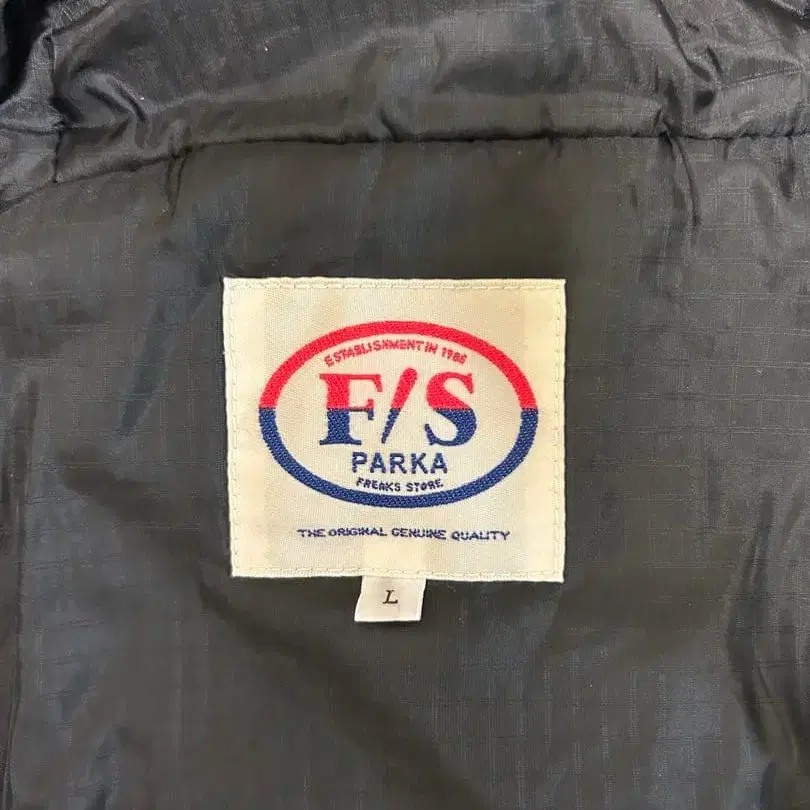 ESTABLISHMENT IN 1986
F/S
PARKA
FREAKS STORE
THE ORIGINAL GENUINE QUALITY
L